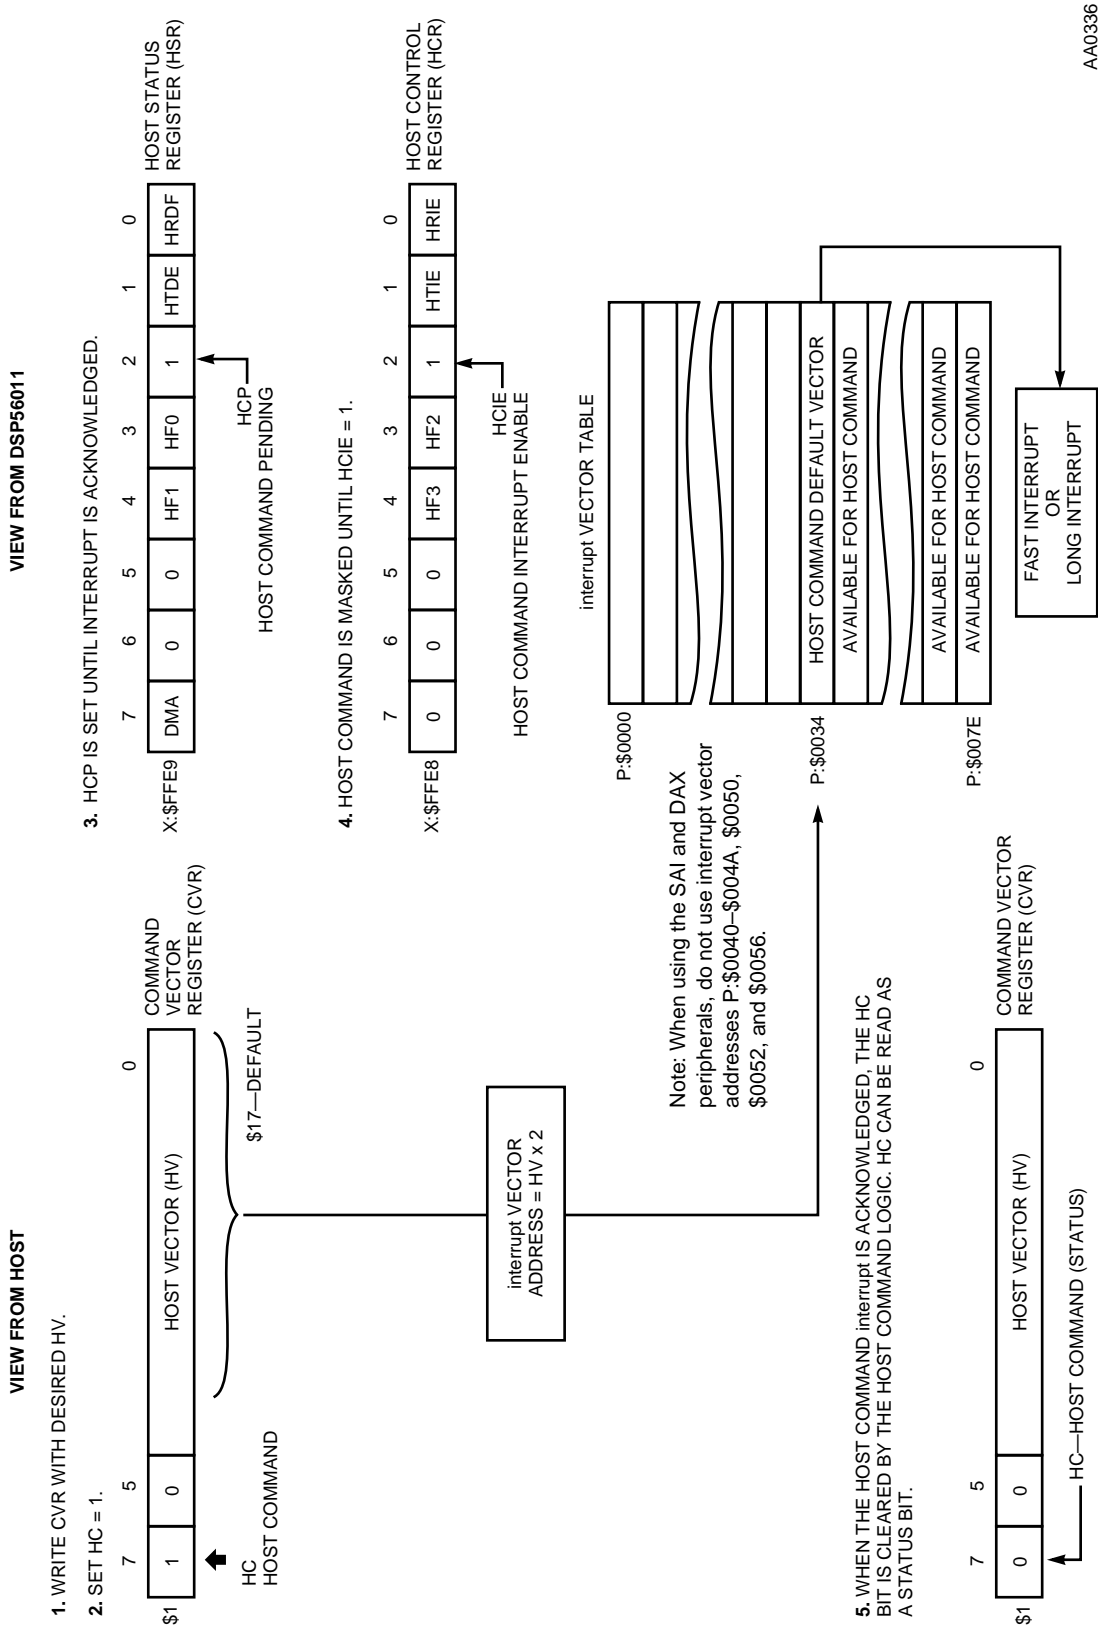 VIEW FROM HOST
1. WRITE CVR WITH DESIRED HV.
2. SET HC = 1.
7 5 0
$1 1 0 HOST VECTOR (HV)
COMMAND
VECTOR
REGISTER (CVR)
HC
HOST COMMAND
$17—DEFAULT
interrupt VECTOR
ADDRESS = HV x 2
VIEW FROM DSP56011
3. HCP IS SET UNTIL INTERRUPT IS ACKNOWLEDGED.
7 6 5 4 3 2 1 0
X:$FFE9 DMA 0 0 HF1 HF0 1 HTDE HRDF
HOST STATUS
REGISTER (HSR)
HCP
HOST COMMAND PENDING
4. HOST COMMAND IS MASKED UNTIL HCIE = 1.
7 6 5 4 3 2 1 0
X:$FFE8 0 0 0 HF3 HF2 1 HTIE HRIE
HOST CONTROL
REGISTER (HCR)
HCIE
HOST COMMAND INTERRUPT ENABLE
interrupt VECTOR TABLE
P:$0000
P:$0034
P:$007E
HOST COMMAND DEFAULT VECTOR
AVAILABLE FOR HOST COMMAND
AVAILABLE FOR HOST COMMAND
AVAILABLE FOR HOST COMMAND
FAST INTERRUPT
OR
LONG INTERRUPT
Note: When using the SAI and DAX
peripherals, do not use interrupt vector
addresses P:$0040–$004A, $0050,
$0052, and $0056.
5. WHEN THE HOST COMMAND interrupt IS ACKNOWLEDGED, THE HC
BIT IS CLEARED BY THE HOST COMMAND LOGIC. HC CAN BE READ AS
A STATUS BIT.
7 5 0
$1 0 0 HOST VECTOR (HV)
COMMAND VECTOR
REGISTER (CVR)
HC—HOST COMMAND (STATUS)
AA0336